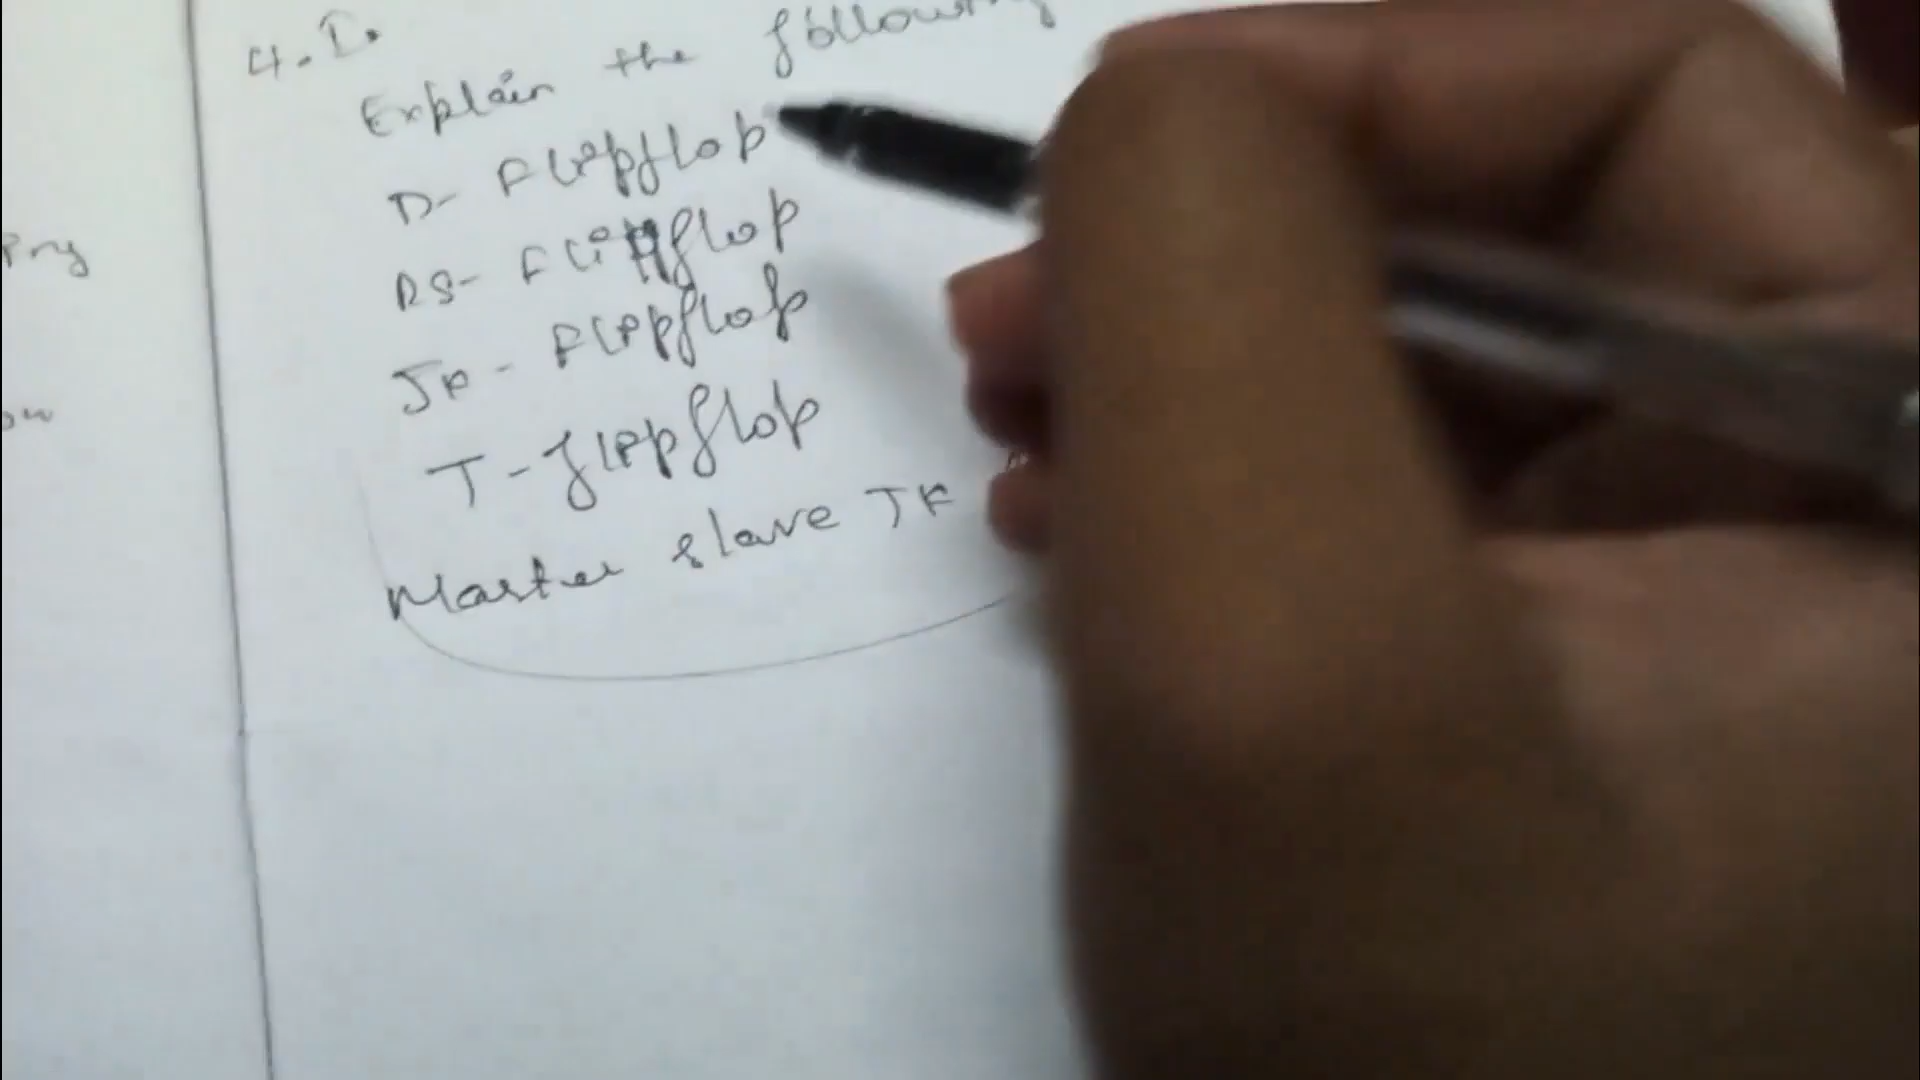 4.
Explain the following
D- Flipflop
RS- Flipflop
JK - Flipflop
T - flipflop
Master slave JK